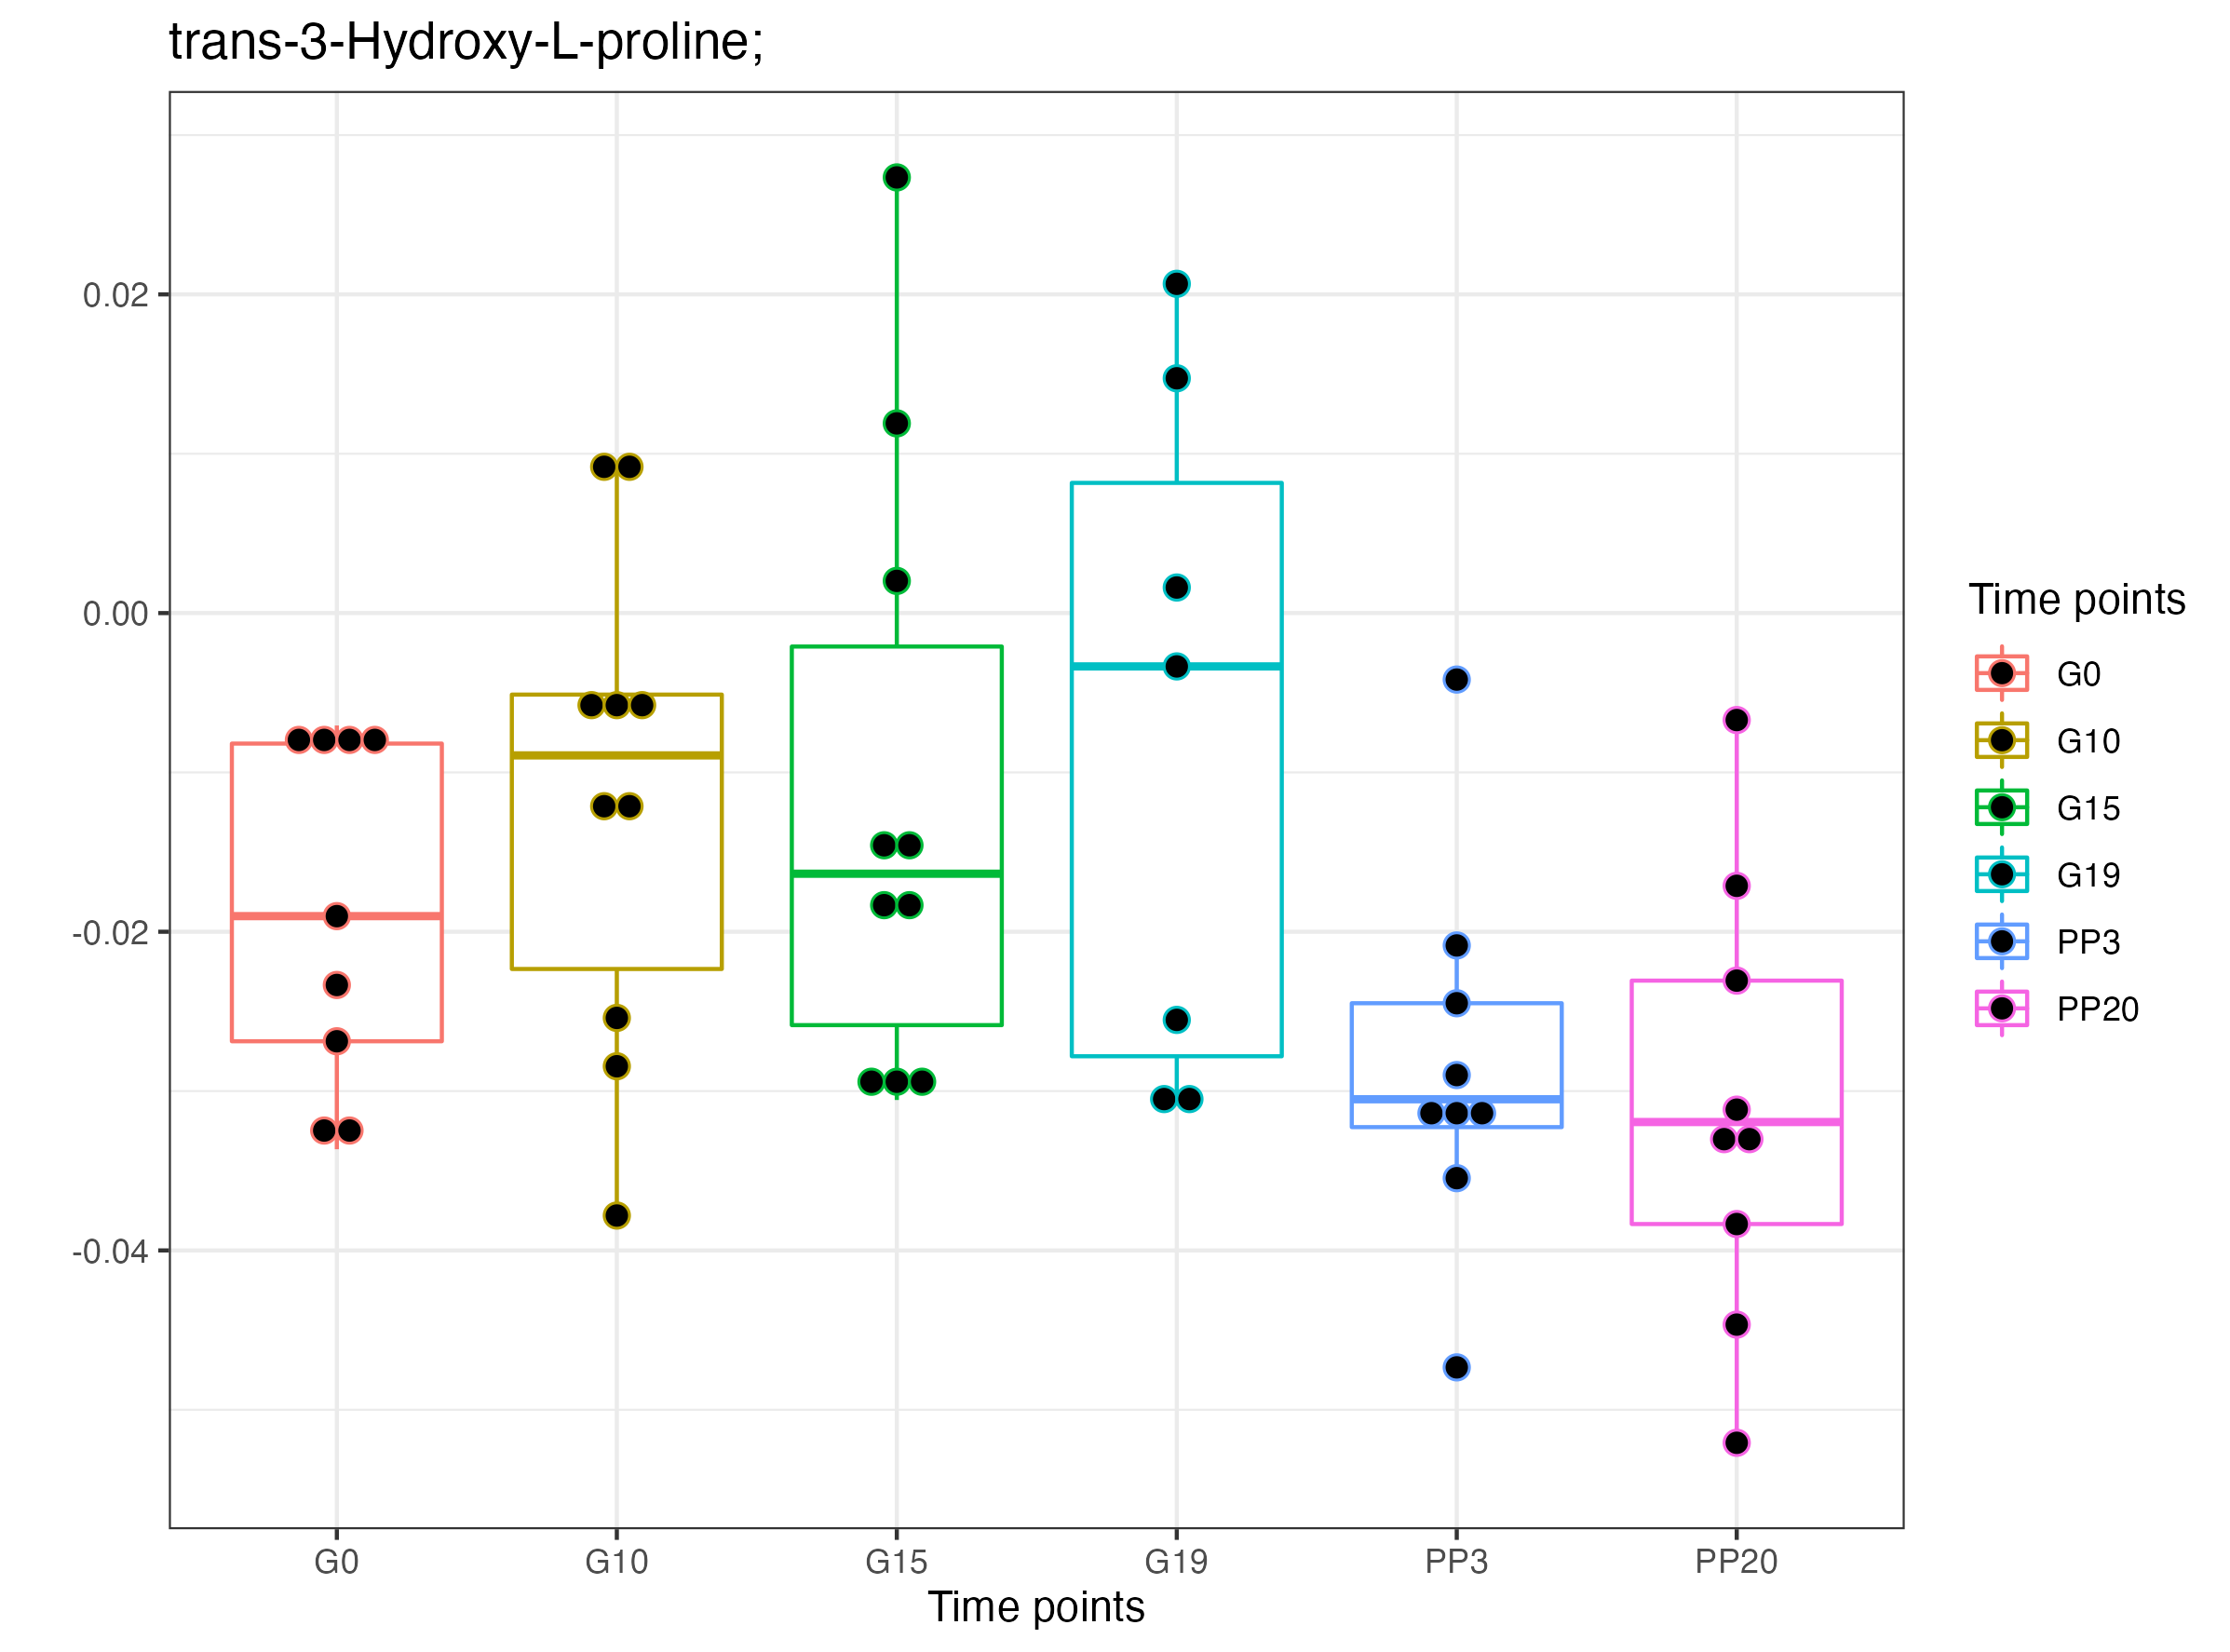 trans-3-Hydroxy-L-proline;
0.02
0.00
-0.02
-0.04
G0 G10 G15 G19 PP3 PP20
Time points
Time points
G0
G10
G15
G19
PP3
PP20